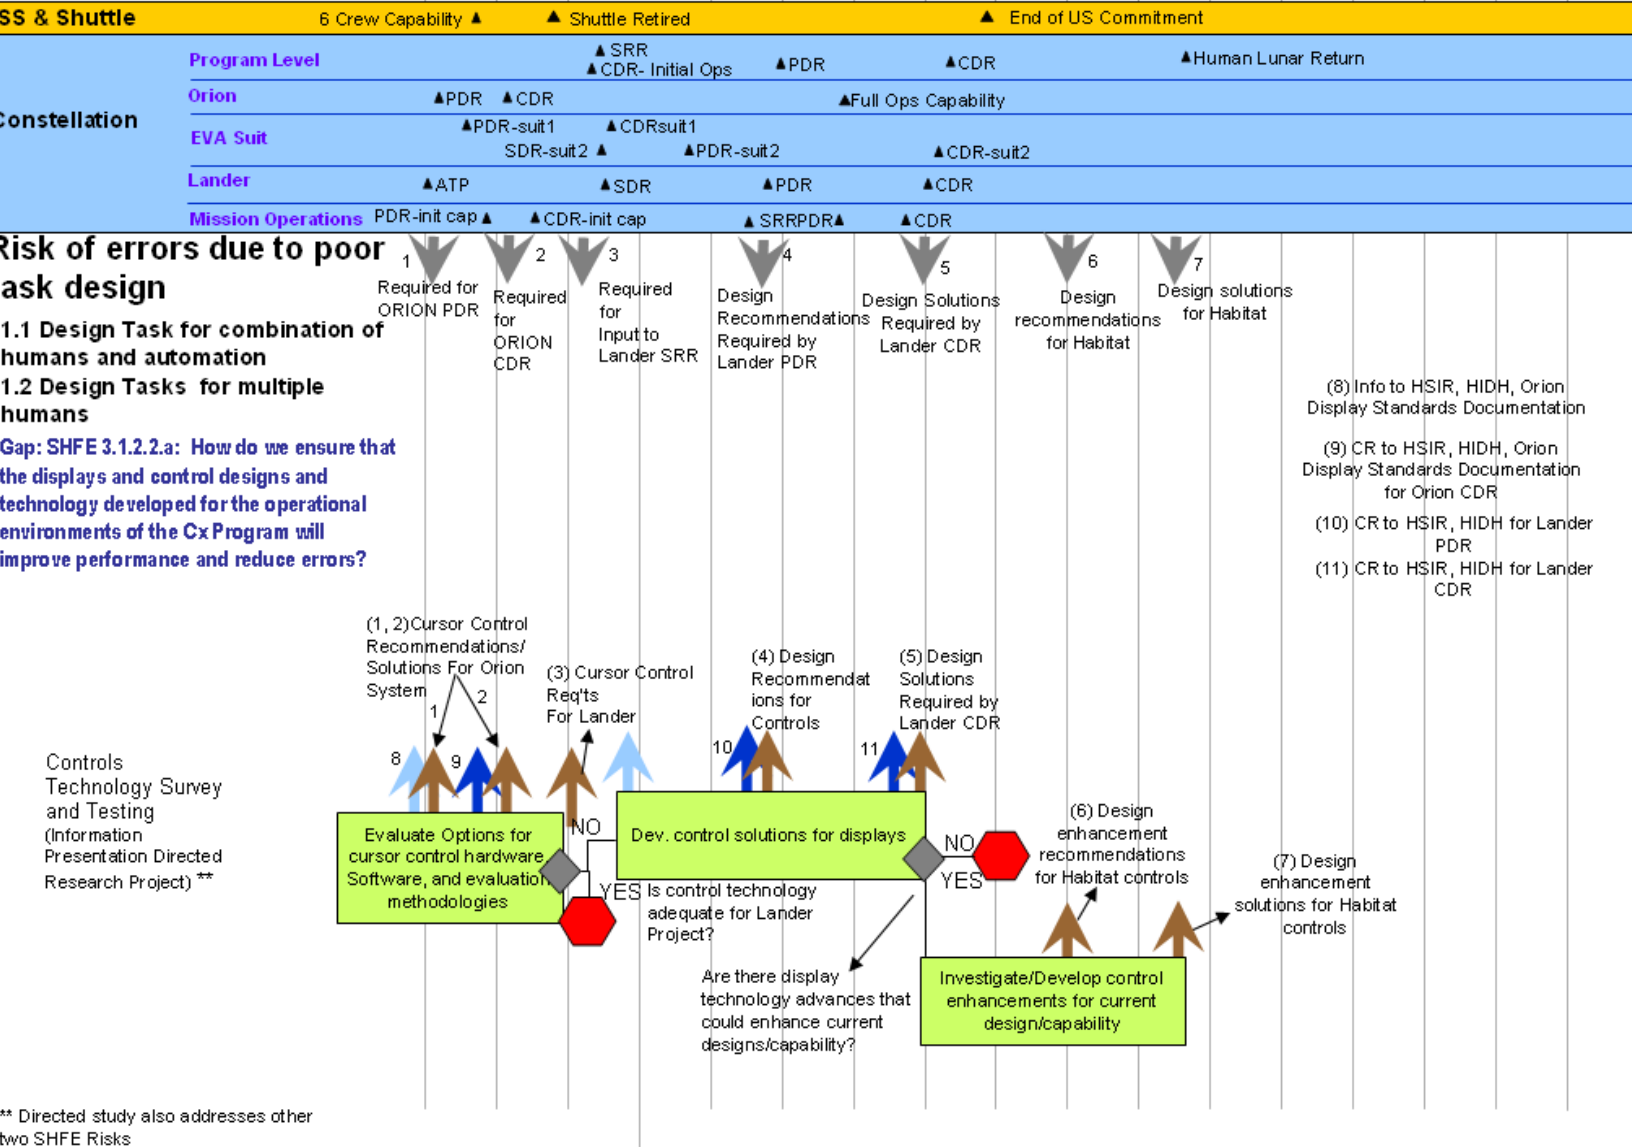 SS & Shuttle
6 Crew Capability
Shuttle Retired
End of US Commitment
Constellation
Program Level
SRR
CDR- Initial Ops
PDR
CDR
Human Lunar Return
Orion
PDR
CDR
Full Ops Capability
EVA Suit
PDR-suit1
CDRsuit1
SDR-suit2
PDR-suit2
CDR-suit2
Lander
ATP
SDR
PDR
CDR
Mission Operations
PDR-init cap
CDR-init cap
SRRPDR
CDR
Risk of errors due to poor
ask design
1.1 Design Task for combination of
humans and automation
1.2 Design Tasks for multiple
humans
Gap: SHFE 3.1.2.2.a: How do we ensure that
the displays and control designs and
technology developed for the operational
environments of the Cx Program will
improve performance and reduce errors?
1
Required for
ORION PDR
2
Required
for
ORION
CDR
3
Required
for
Input to
Lander SRR
4
Design
Recommendations
Required by
Lander PDR
5
Design Solutions
Required by
Lander CDR
6
Design
recommendations
for Habitat
7
Design solutions
for Habitat
(8) Info to HSIR, HIDH, Orion
Display Standards Documentation
(9) CR to HSIR, HIDH, Orion
Display Standards Documentation
for Orion CDR
(10) CR to HSIR, HIDH for Lander
PDR
(11) CR to HSIR, HIDH for Lander
CDR
(1, 2)Cursor Control
Recommendations/
Solutions For Orion
System
1
2
(3) Cursor Control
Req'ts
For Lander
(4) Design
Recommendat
ions for
Controls
(5) Design
Solutions
Required by
Lander CDR
8
9
10
11
Controls
Technology Survey
and Testing
(Information
Presentation Directed
Research Project) **
Evaluate Options for
cursor control hardware
Software, and evaluation
methodologies
NO
YES
Is control technology
adequate for Lander
Project?
Dev. control solutions for displays
NO
YES
Are there display
technology advances that
could enhance current
designs/capability?
(6) Design
enhancement
recommendations
for Habitat controls
(7) Design
enhancement
solutions for Habitat
controls
Investigate/Develop control
enhancements for current
design/capability
** Directed study also addresses other
two SHFE Risks